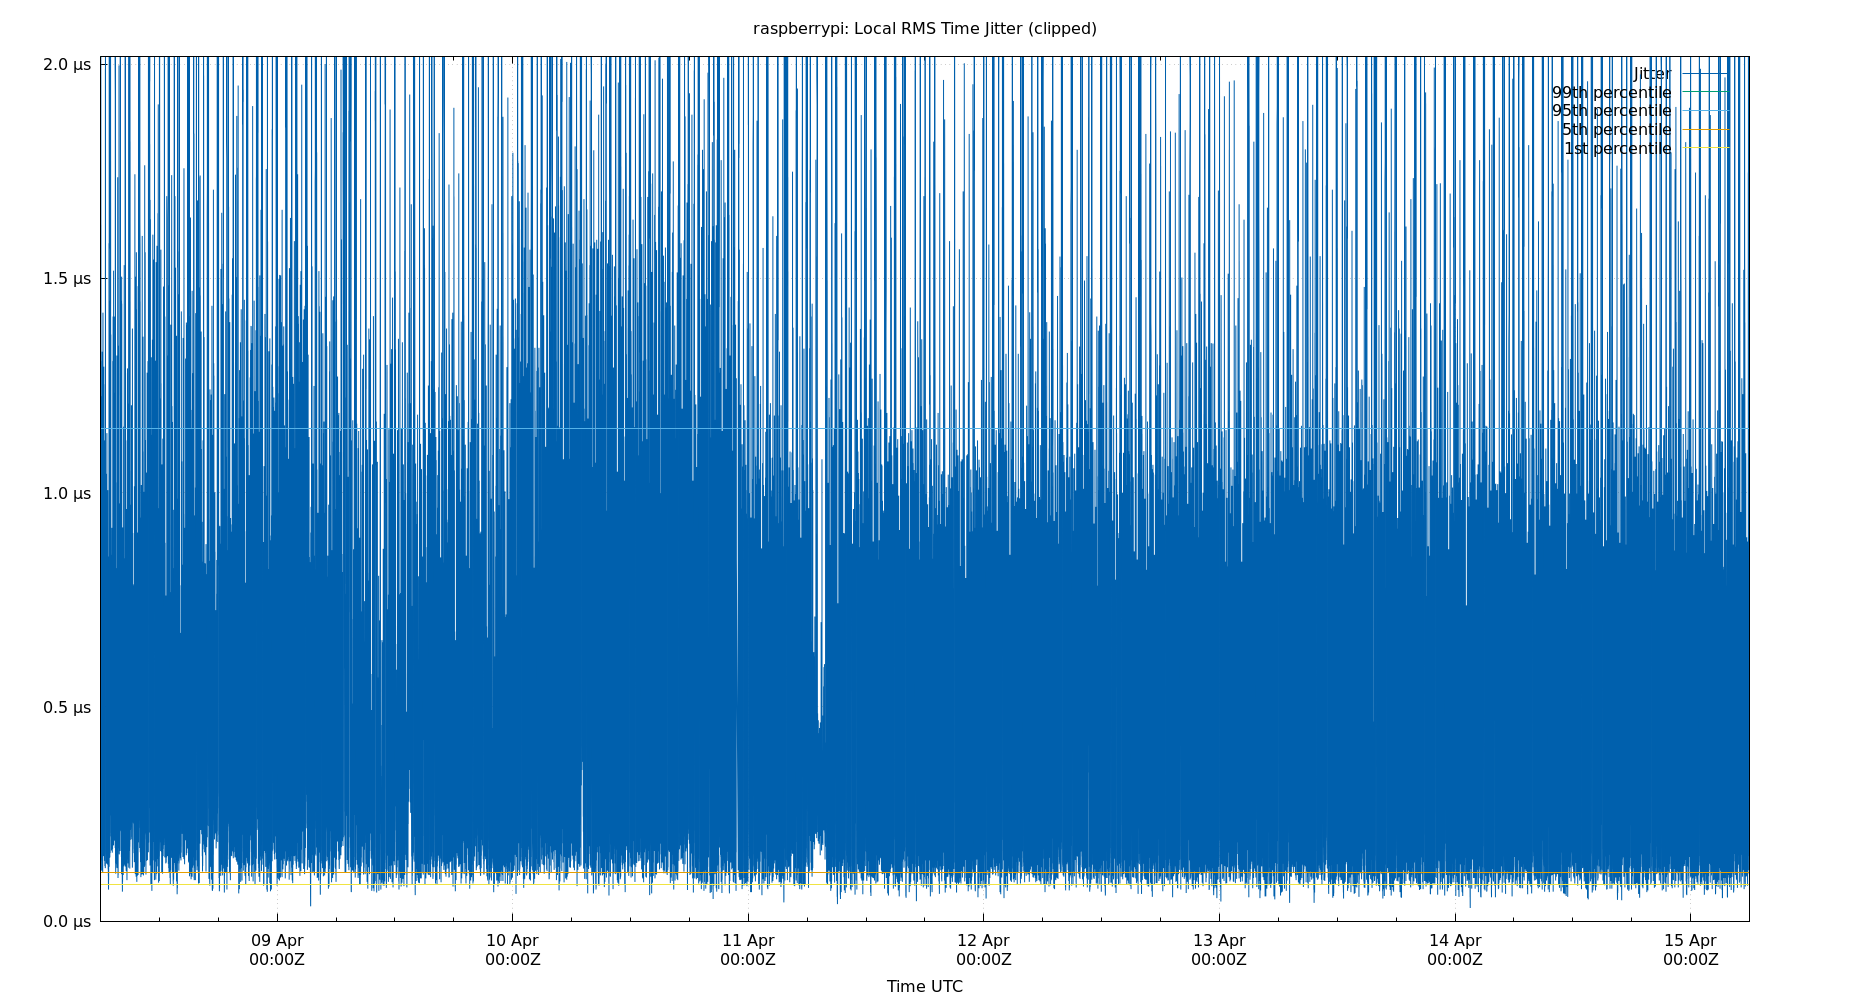 raspberrypi: Local RMS Time Jitter (clipped)
2.0 µs
1.5 µs
1.0 µs
0.5 µs
0.0 µs
Jitter
99th percentile
95th percentile
5th percentile
1st percentile
09 Apr
00:00Z
10 Apr
00:00Z
11 Apr
00:00Z
12 Apr
00:00Z
13 Apr
00:00Z
14 Apr
00:00Z
15 Apr
00:00Z
Time UTC